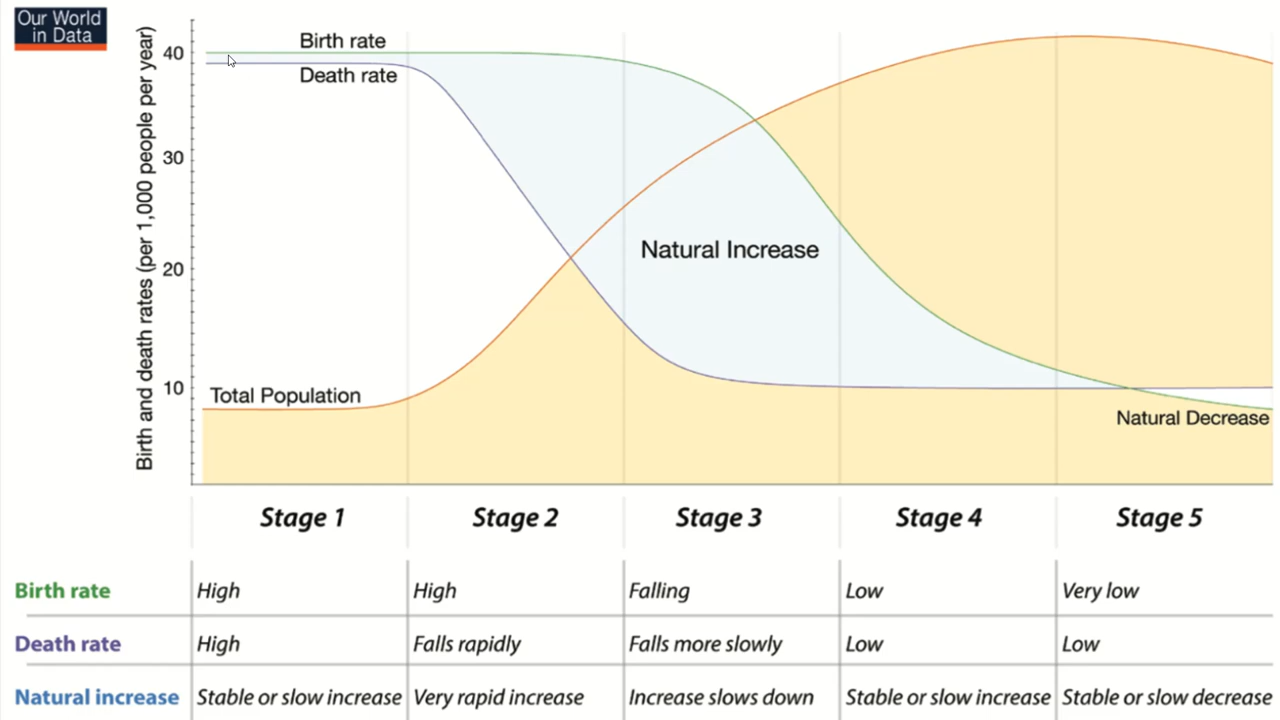 Our World
in Data
Birth and death rates (per 1,000 people per year)
40
30
20
10
Birth rate
Death rate
Natural Increase
Total Population
Natural Decrease
Stage 1 Stage 2 Stage 3 Stage 4 Stage 5
Birth rate High High Falling Low Very low
Death rate High Falls rapidly Falls more slowly Low Low
Natural increase Stable or slow increase Very rapid increase Increase slows down Stable or slow increase Stable or slow decrease